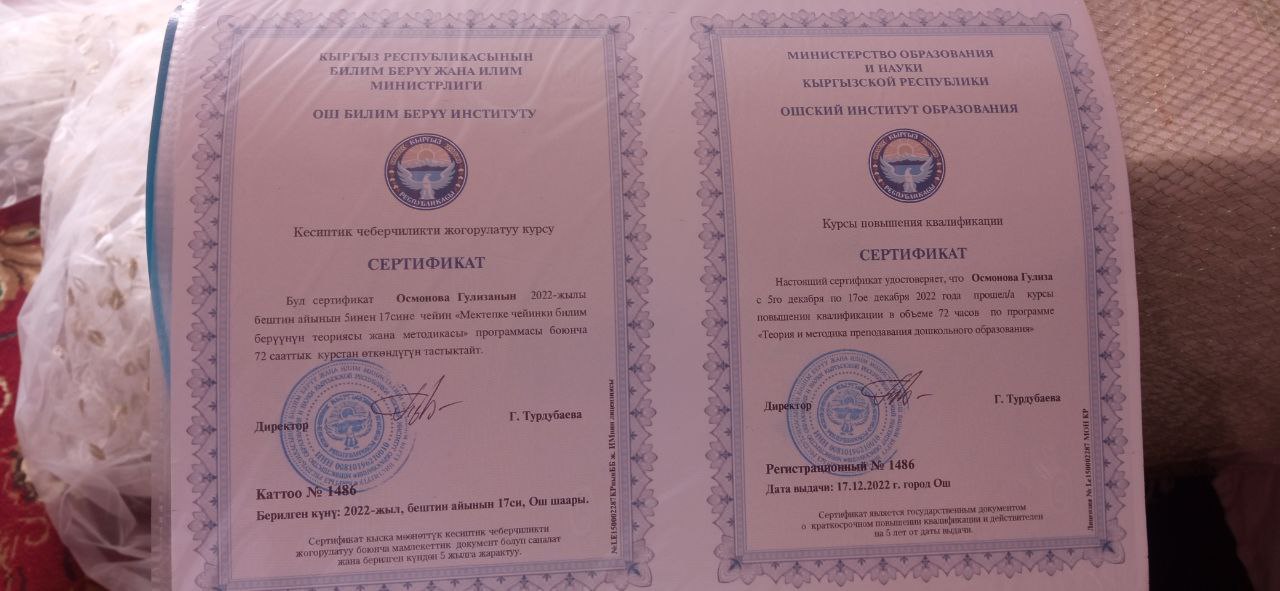 КЫРГЫЗ РЕСПУБЛИКАСЫНЫН
БИЛИМ БЕРҮҮ ЖАНА ИЛИМ
МИНИСТРЛИГИ
ОШ БИЛИМ БЕРҮҮ ИНСТИТУТУ
КЫРГЫЗ
РЕСПУБЛИКАСЫ
Кесиптик чеберчиликти жогорулатуу курсу
СЕРТИФИКАТ
Бул сертификат Осмонова Гулизанын 2022-жылы
бештин айынын 5инен 17сине чейин «Мектепке чейинки билим
берүүнүн теориясы жана методикасы» программасы боюнча
72 сааттык курстан өткөндүгүн тастыктайт.
Директор
Г. Турдубаева
Каттоо № 1486
Берилген күнү: 2022-жыл, бештин айынын 17си, Ош шаары.
Сертификат кыска мөөнөттүк кесиптик чеберчиликти
жогорулатуу боюнча мамлекеттик документ болуп саналат
жана берилген күндөн 5 жылга жарактуу.
МИНИСТЕРСТВО ОБРАЗОВАНИЯ
И НАУКИ
КЫРГЫЗСКОЙ РЕСПУБЛИКИ
ОШСКИЙ ИНСТИТУТ ОБРАЗОВАНИЯ
КЫРГЫЗ
РЕСПУБЛИКАСЫ
Курсы повышения квалификации
СЕРТИФИКАТ
Настоящий сертификат удостоверяет, что Осмонова Гулиза
с 5го декабря по 17ое декабря 2022 года прошел/а курсы
повышения квалификации в объеме 72 часов по программе
«Теория и методика преподавания дошкольного образования»
Директор
Г. Турдубаева
Регистрационный № 1486
Дата выдачи: 17.12.2022 г. город Ош
Сертификат является государственным документом
о краткосрочном повышении квалификации и действителен
на 5 лет от даты выдачи.
Лицензия № Le150002287 МОН КР